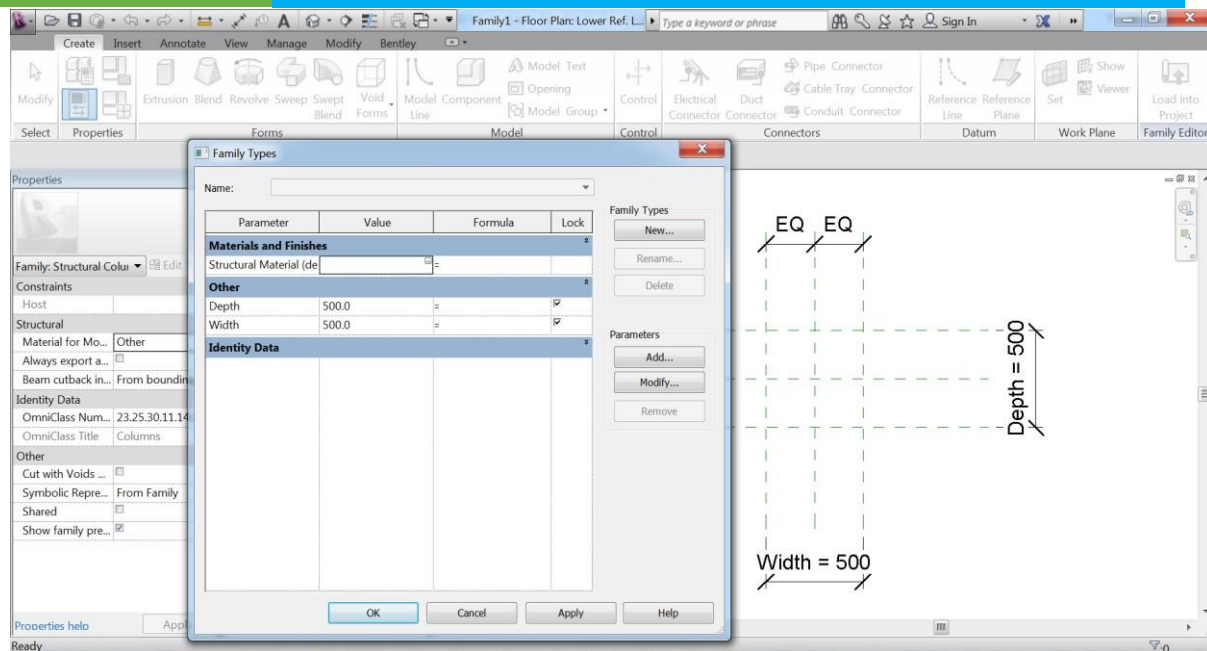 Family1 - Floor Plan: Lower Ref. L...
Type a keyword or phrase
Sign In
Create Insert Annotate View Manage Modify Bentley
Modify
Extrusion Blend Revolve Sweep Swept Blend Void Forms
Model Line Component Model Text
Opening
Model Group
Control
Electrical Connector Duct Connector Pipe Connector
Cable Tray Connector
Conduit Connector
Reference Line Reference Plane
Set Show
Viewer
Load into Project
Select Properties Forms Model Control Connectors Datum Work Plane Family Editor
Properties
Family: Structural Colu
Edit
Constraints
Host
Structural
Material for Mo... Other
Always export a...
Beam cutback in... From boundin
Identity Data
OmniClass Num... 23.25.30.11.14
OmniClass Title Columns
Other
Cut with Voids ...
Symbolic Repre... From Family
Shared
Show family pre...
Properties help
Appl
Ready
Family Types
Name:
Parameter Value Formula Lock
Materials and Finishes
Structural Material (de =
Other
Depth 500.0 =
Width 500.0 =
Identity Data
Family Types
New...
Rename...
Delete
Parameters
Add...
Modify...
Remove
OK Cancel Apply Help
EQ EQ
Depth = 500
Width = 500
:0